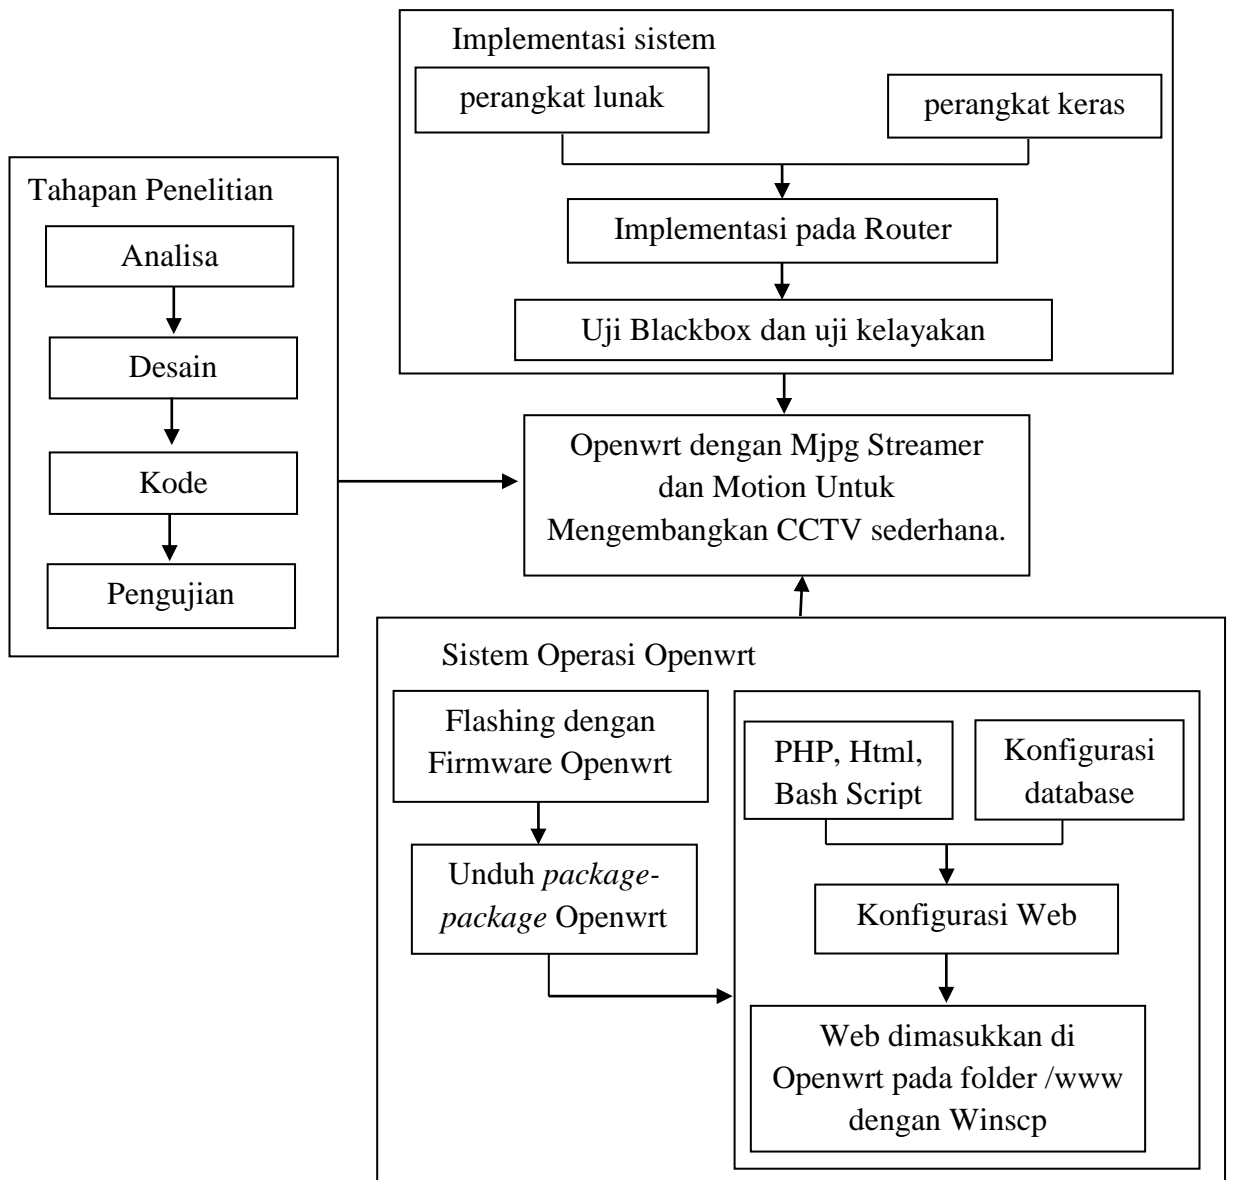 Implementasi sistem
perangkat lunak
perangkat keras
Implementasi pada Router
Uji Blackbox dan uji kelayakan
Tahapan Penelitian
Analisa
Desain
Kode
Pengujian
Openwrt dengan Mjpg Streamer
dan Motion Untuk
Mengembangkan CCTV sederhana.
Sistem Operasi Openwrt
Flashing dengan
Firmware Openwrt
Unduh package-
package Openwrt
PHP, Html,
Bash Script
Konfigurasi
database
Konfigurasi Web
Web dimasukkan di
Openwrt pada folder /www
dengan Winscp